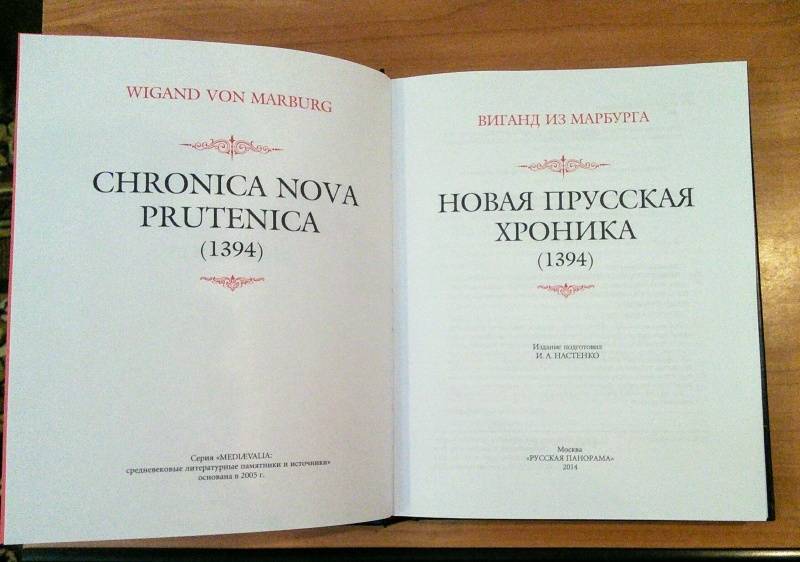 WIGAND VON MARBURG
CHRONICA NOVA
PRUTENICA
(1394)
Серия «MEDIÆVALIA:
средневековые литературные памятники и источники»
основана в 2005 г.
ВИГАНД ИЗ МАРБУРГА
НОВАЯ ПРУССКАЯ
ХРОНИКА
(1394)
Издание подготовил
И. А. НАСТЕНКО
Москва
«РУССКАЯ ПАНОРАМА»
2014